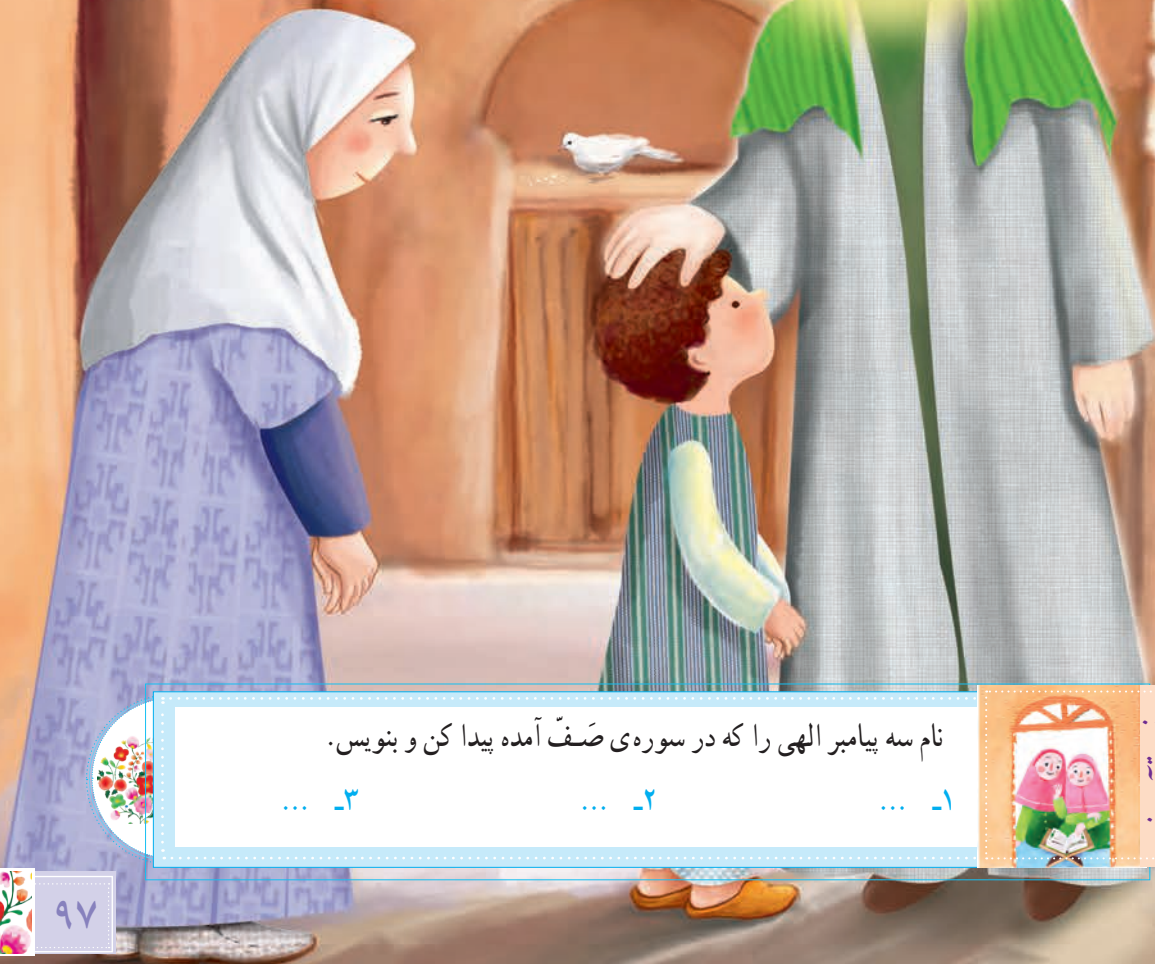 نام سه پیامبر الهی را که در سوره‌ی صَـفّ آمده پیدا کن و بنویس.
۱ـ ... ۲ـ ... ۳ـ ...
۹۷